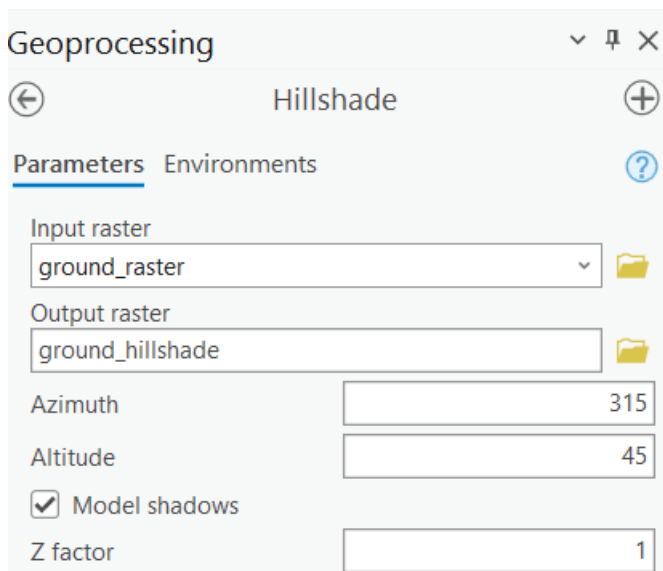 Geoprocessing
Hillshade
Parameters Environments
Input raster
ground_raster
Output raster
ground_hillshade
Azimuth 315
Altitude 45
Model shadows
Z factor 1